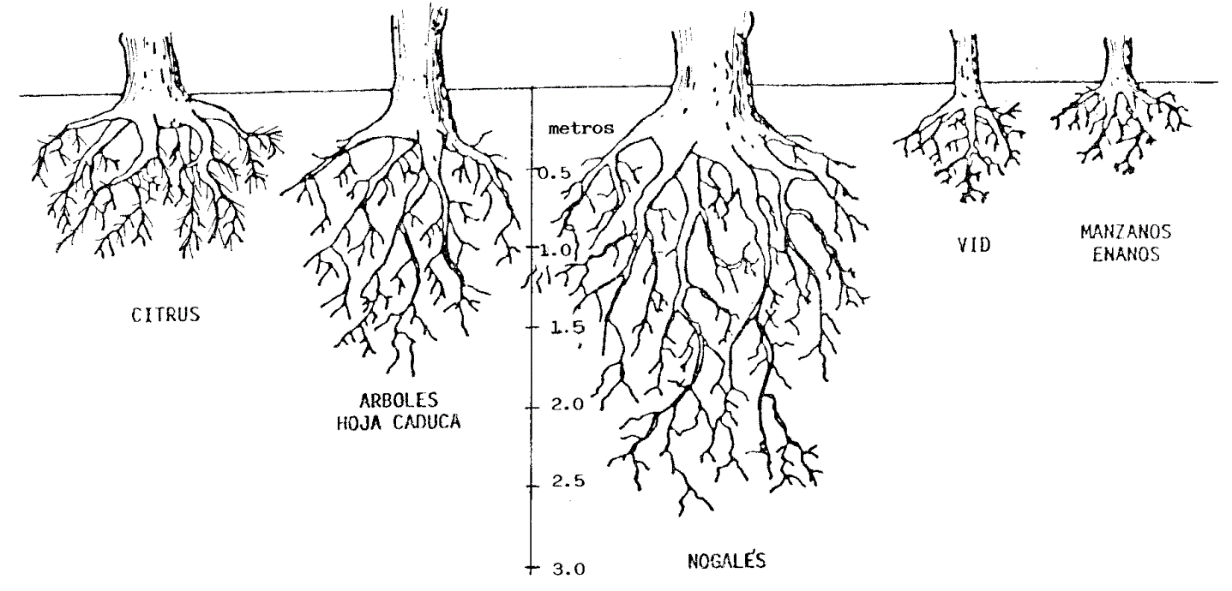 metros
0.5
1.0
1.5
2.0
2.5
3.0
CITRUS
ARBOLES
HOJA CADUCA
NOGALÉS
VID
MANZANOS
ENANOS